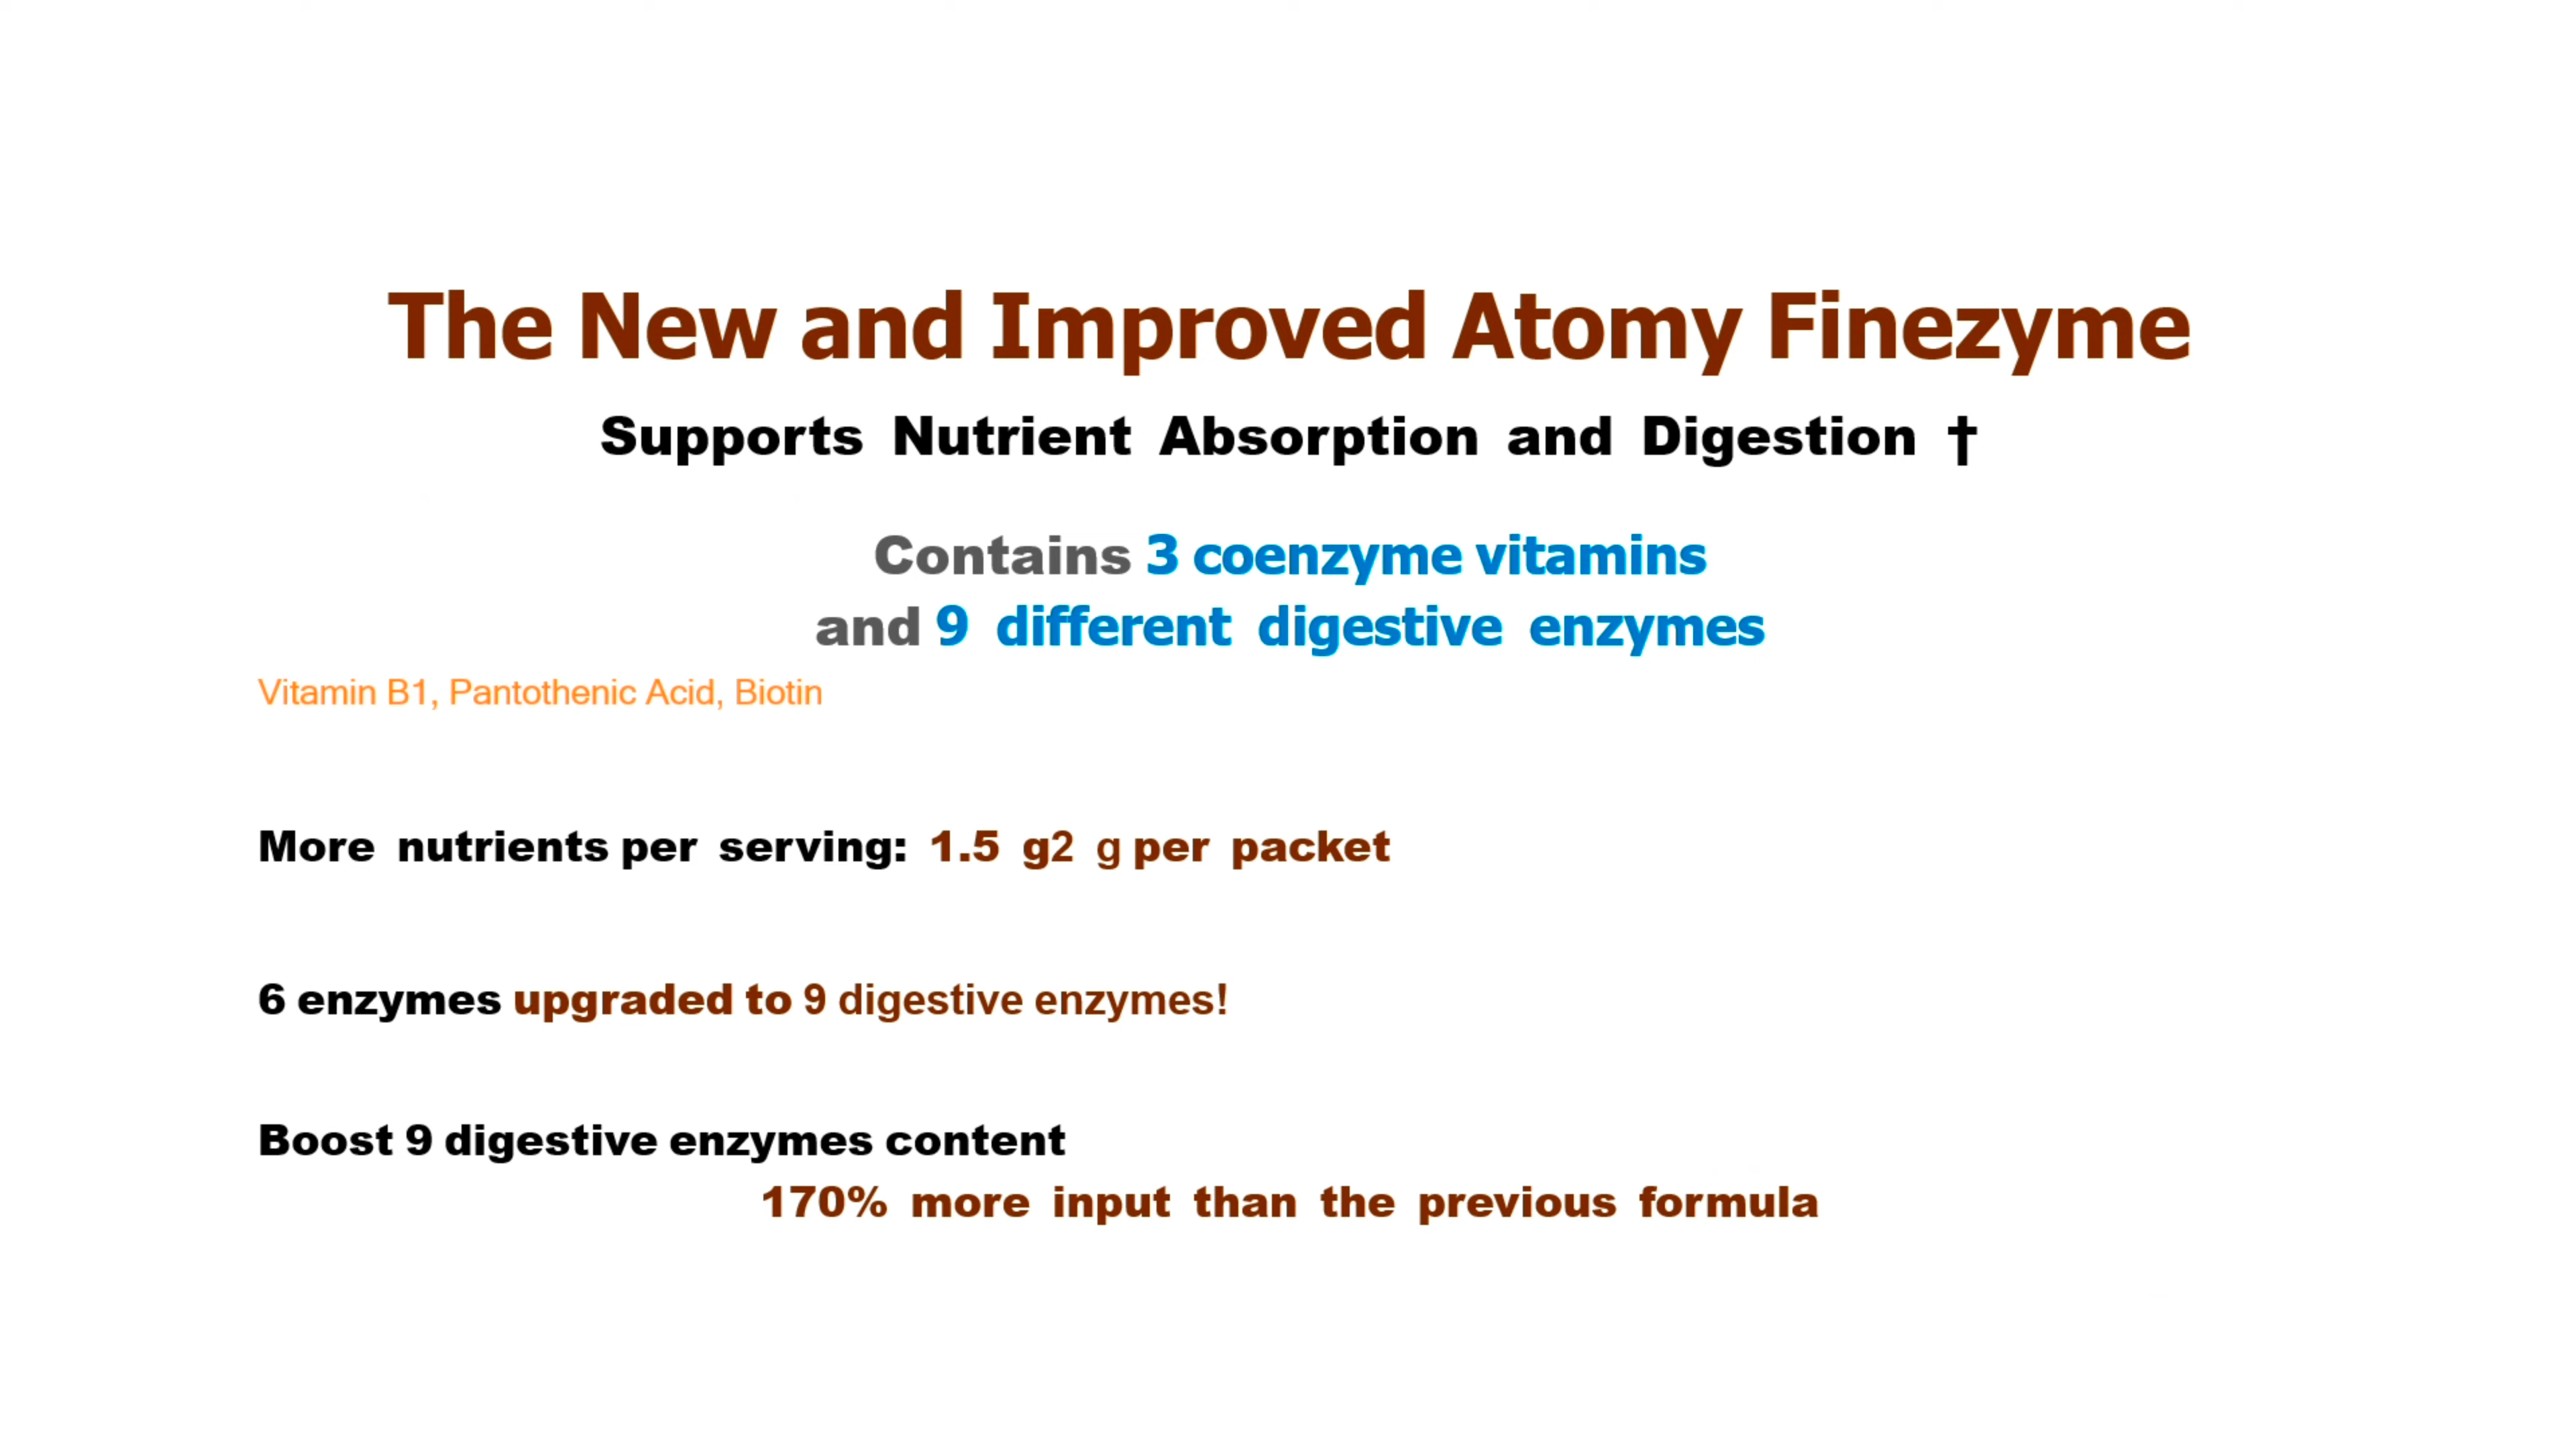 The New and Improved Atomy Finezyme
Supports Nutrient Absorption and Digestion †
Contains 3 coenzyme vitamins
and 9 different digestive enzymes
Vitamin B1, Pantothenic Acid, Biotin
More nutrients per serving: 1.5 g2 g per packet
6 enzymes upgraded to 9 digestive enzymes!
Boost 9 digestive enzymes content
170% more input than the previous formula